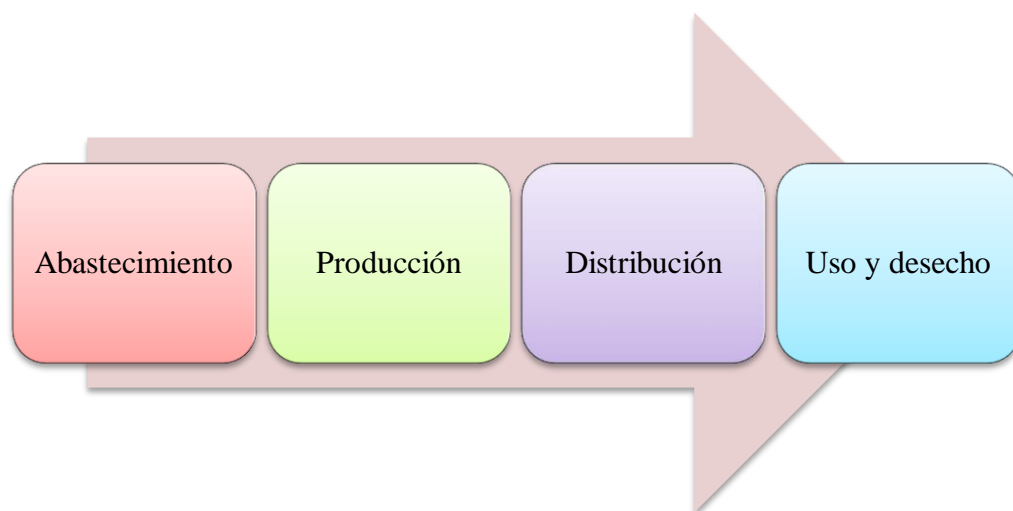 Abastecimiento
Producción
Distribución
Uso y desecho